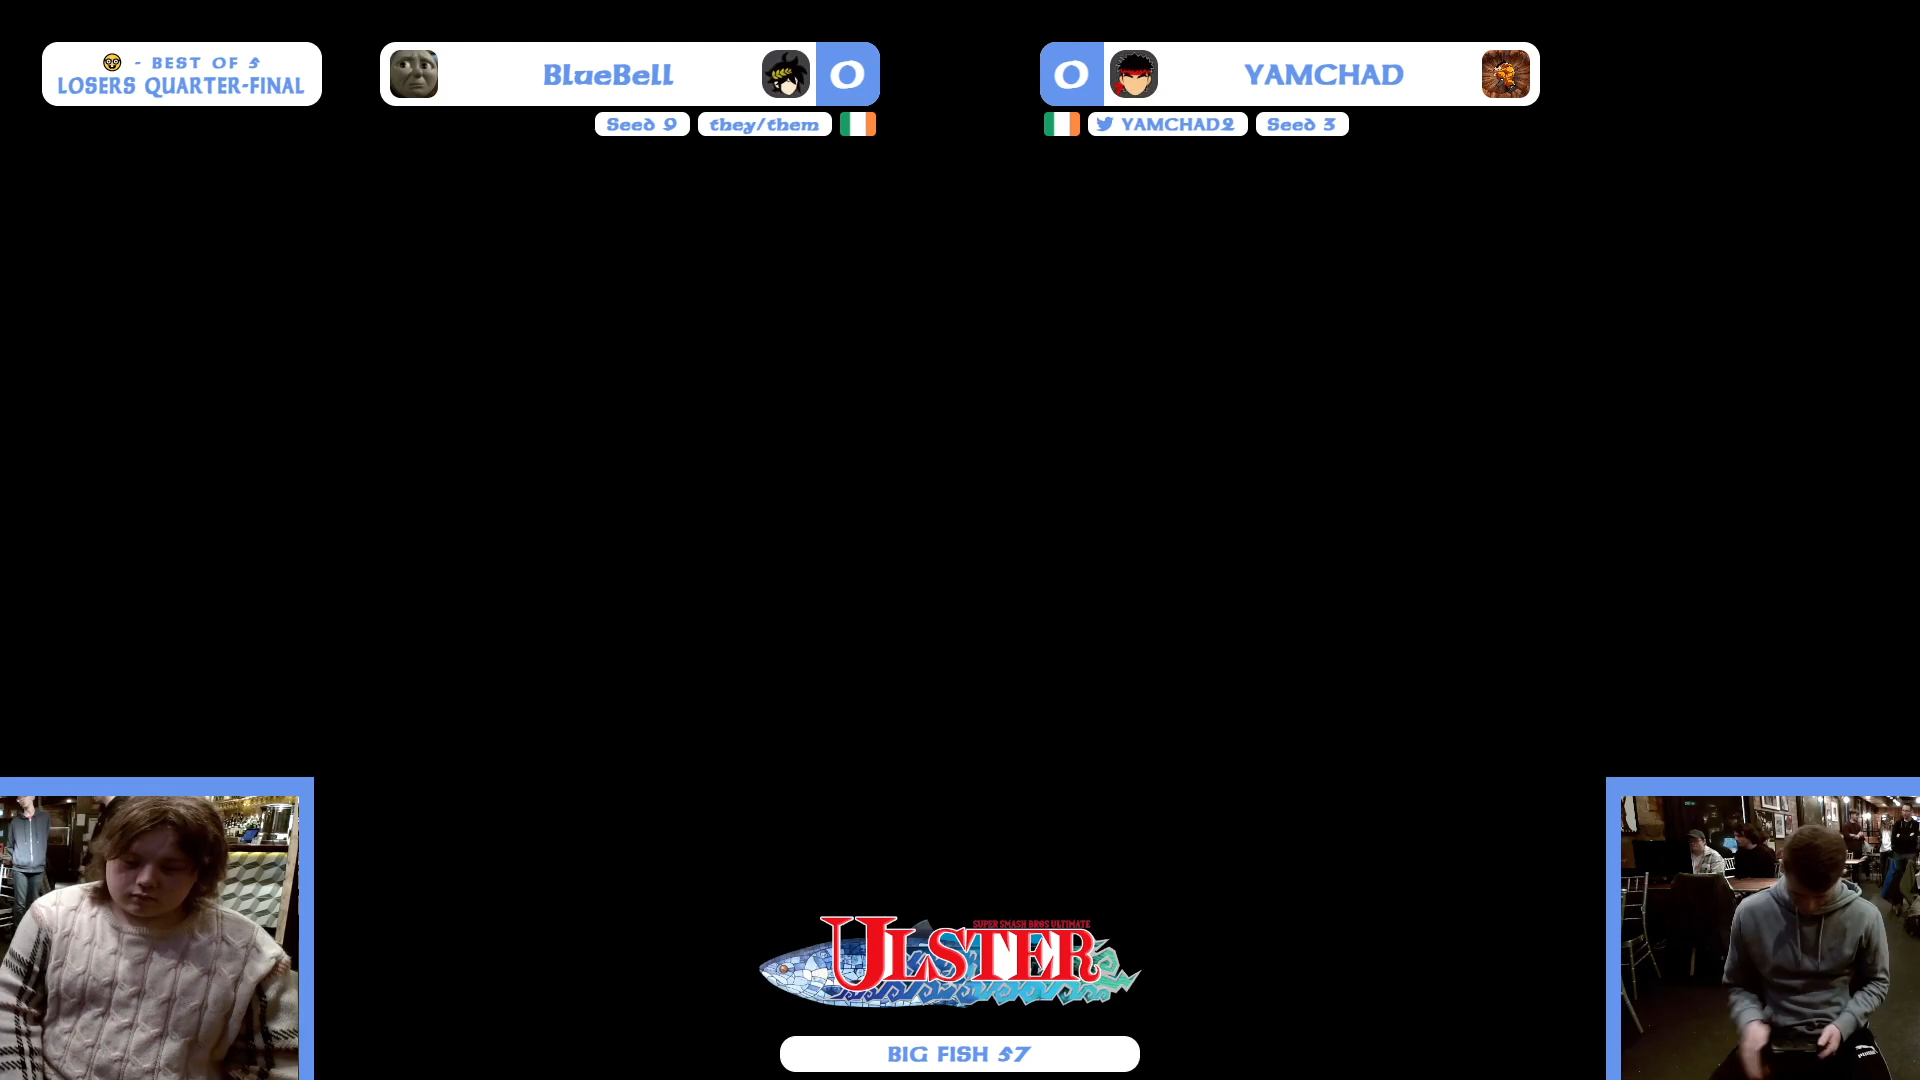 - BEST OF 5
LOSERS QUARTER-FINAL
BlueBell
0
Seed 9
they/them
0
YAMCHAD
YAMCHAD2
Seed 3
SUPER SMASH BROS ULTIMATE
ULSTER
BIG FISH 57
PUMA